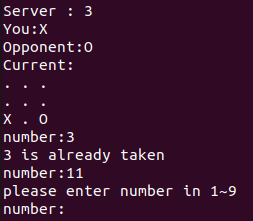 Server : 3
You:X
Opponent:O
Current:
. . .
. . .
X . O
number:3
3 is already taken
number:11
please enter number in 1~9
number: